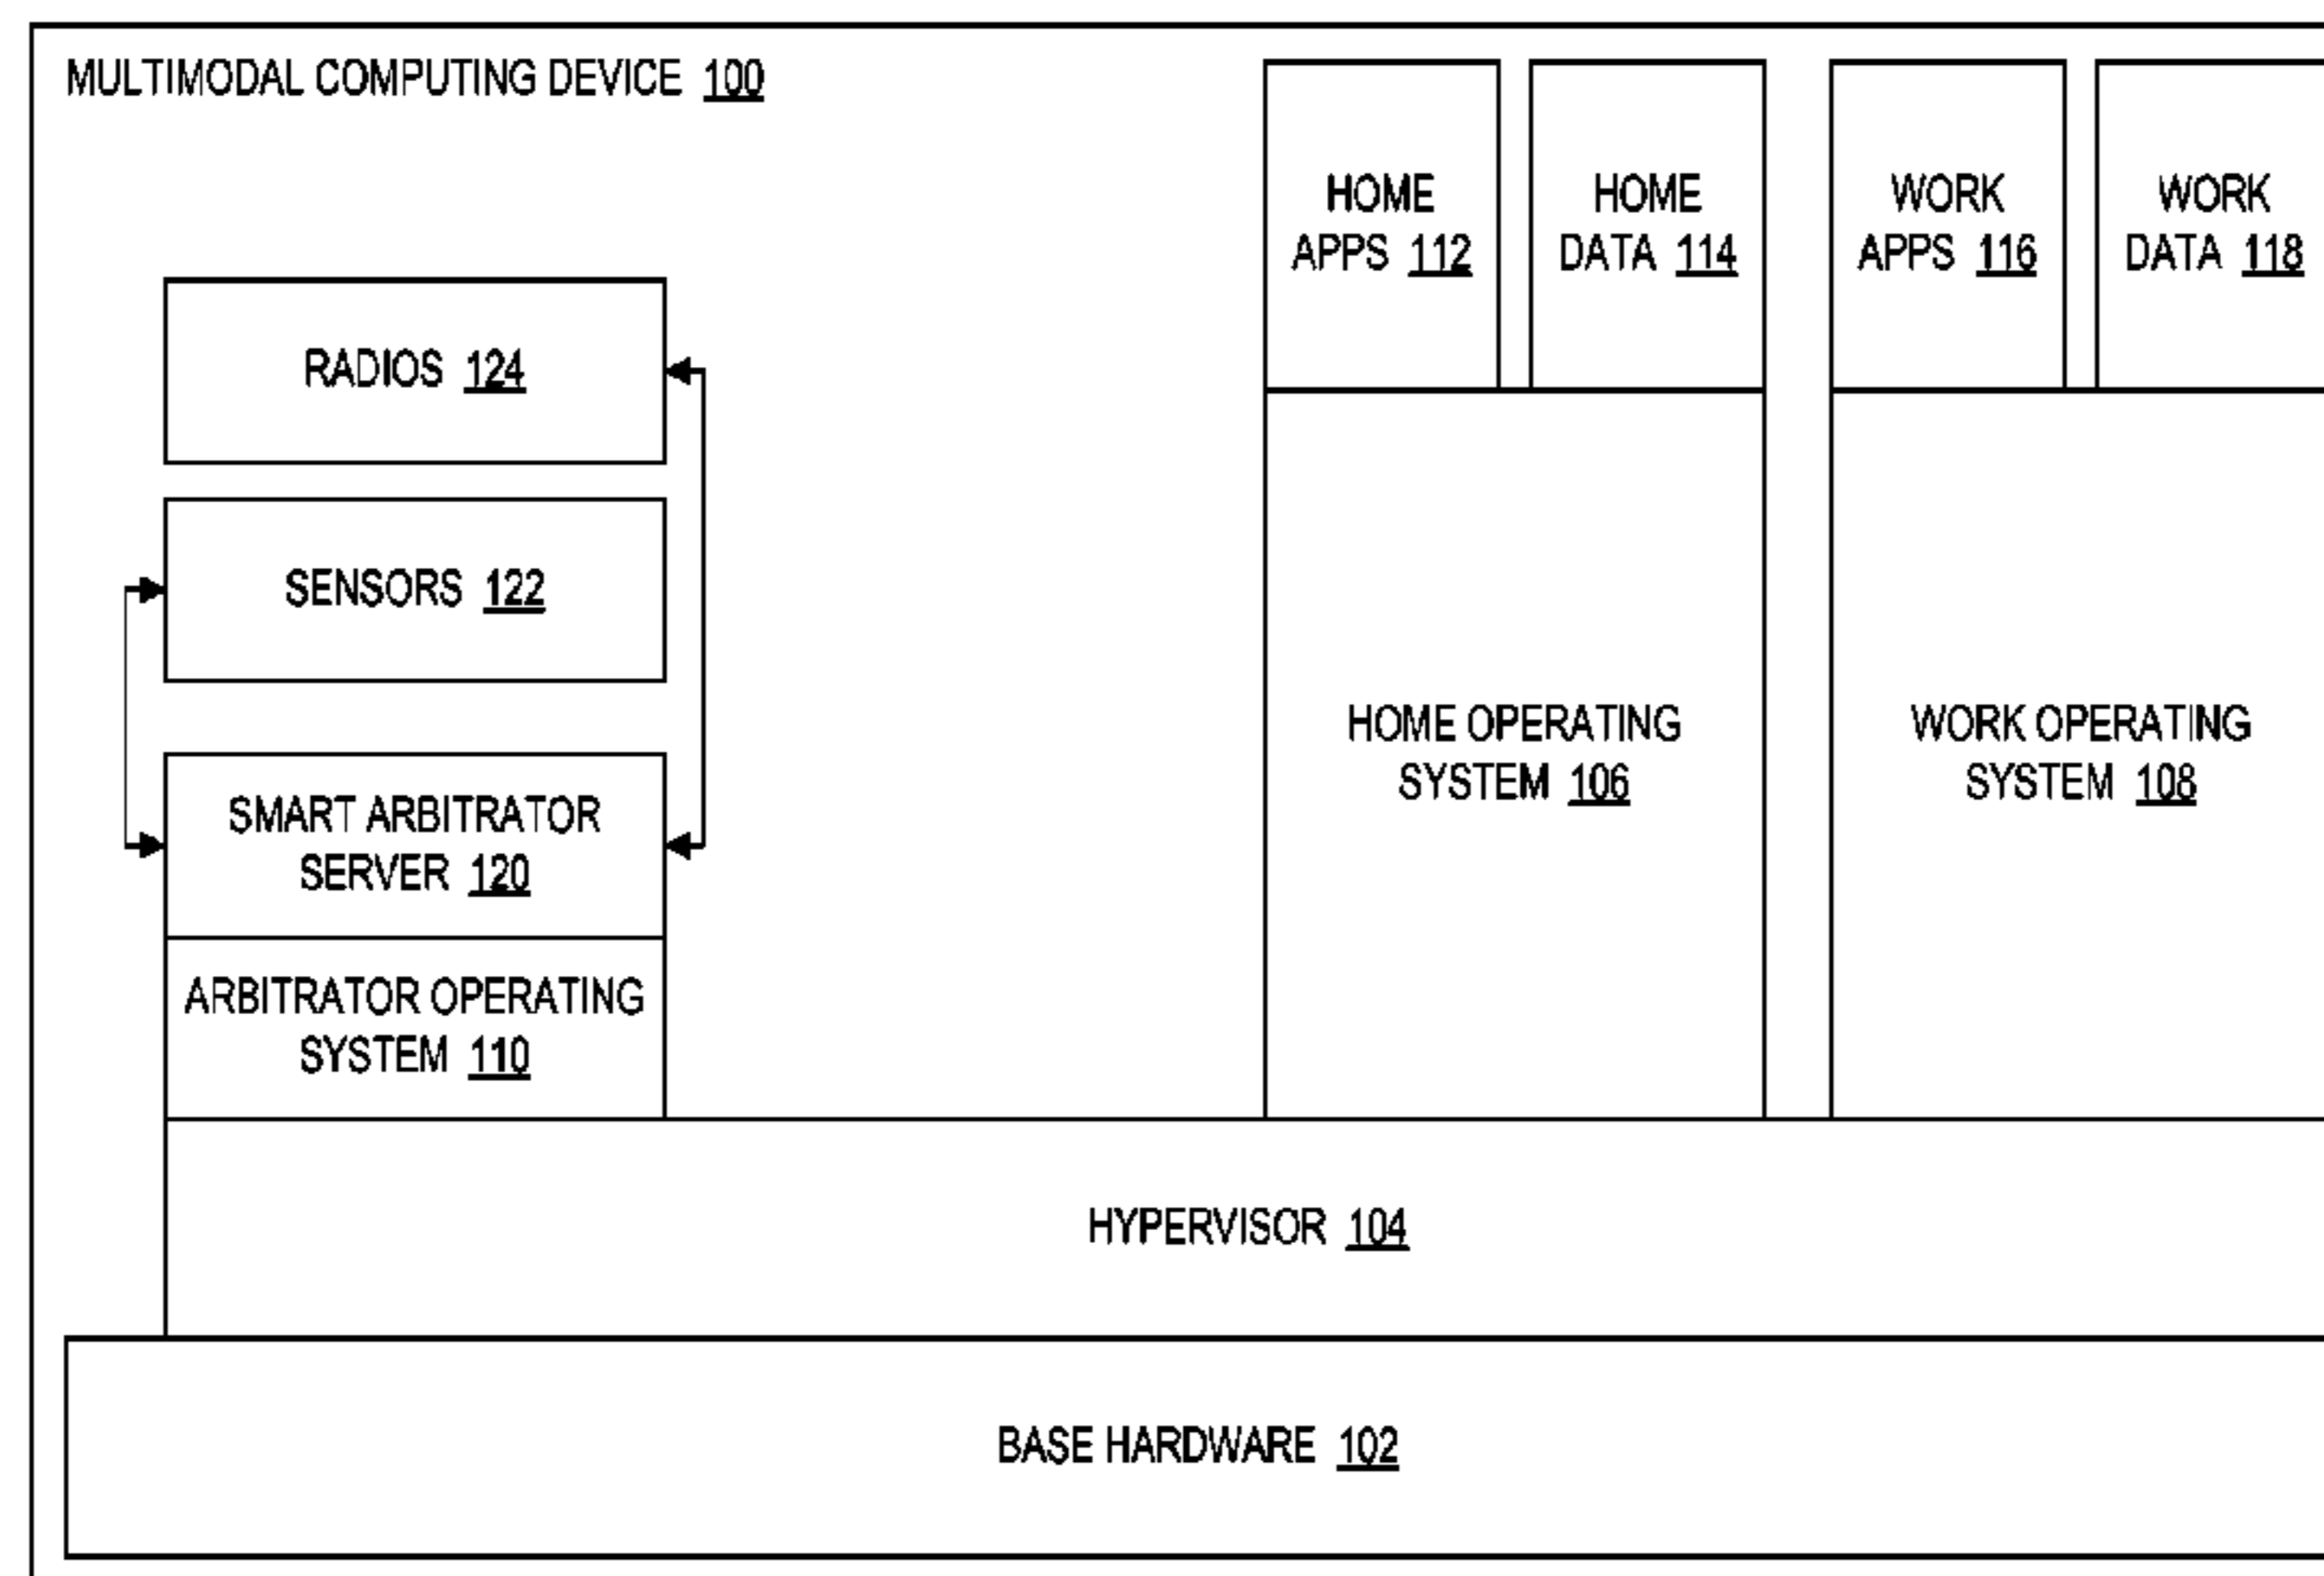 MULTIMODAL COMPUTING DEVICE 100
HOME
APPS 112
HOME
DATA 114
WORK
APPS 116
WORK
DATA 118
RADIOS 124
SENSORS 122
SMART ARBITRATOR
SERVER 120
ARBITRATOR OPERATING
SYSTEM 110
HOME OPERATING
SYSTEM 106
WORK OPERATING
SYSTEM 108
HYPERVISOR 104
BASE HARDWARE 102